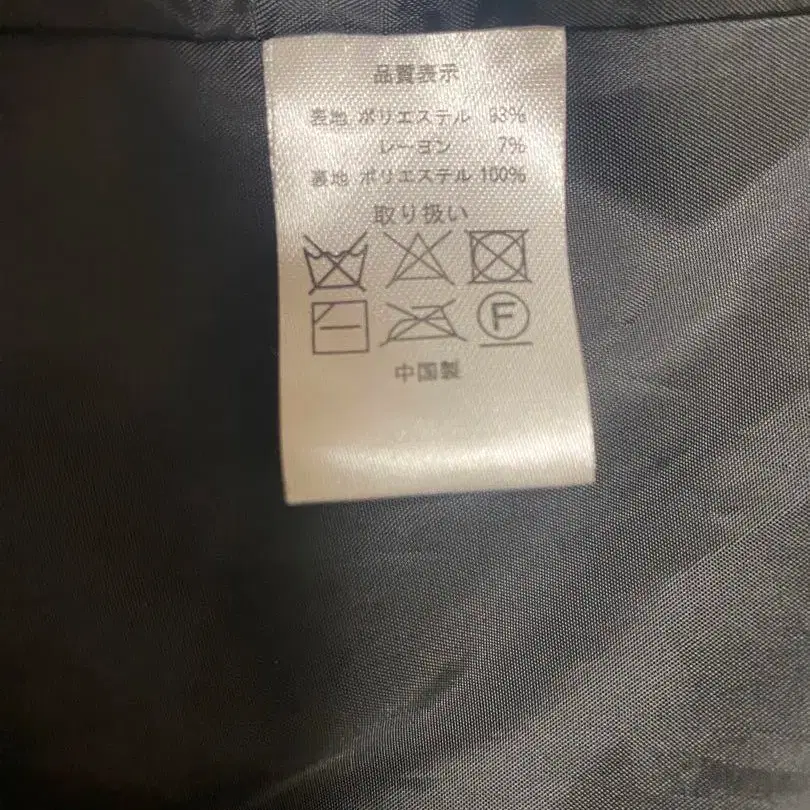 品質表示
表地 ポリエステル 93%
レーヨン 7%
裏地 ポリエステル 100%
取り扱い
F
中国製